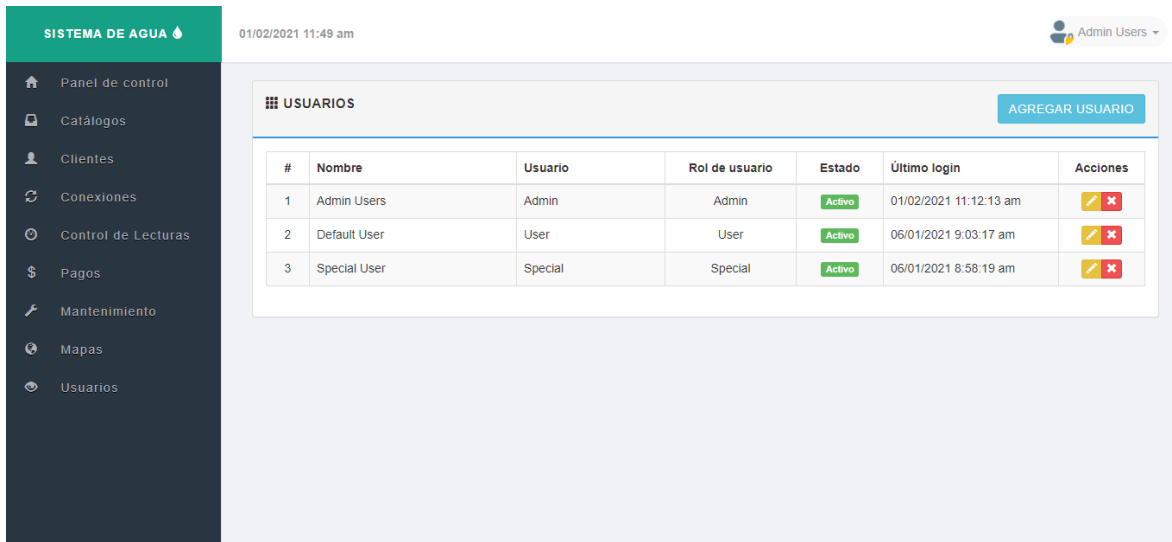 SISTEMA DE AGUA
01/02/2021 11:49 am
Admin Users
Panel de control
Catálogos
Clientes
Conexiones
Control de Lecturas
Pagos
Mantenimiento
Mapas
Usuarios
USUARIOS
AGREGAR USUARIO
# Nombre Usuario Rol de usuario Estado Último login Acciones
1 Admin Users Admin Admin Activo 01/02/2021 11:12:13 am
2 Default User User User Activo 06/01/2021 9:03:17 am
3 Special User Special Special Activo 06/01/2021 8:58:19 am